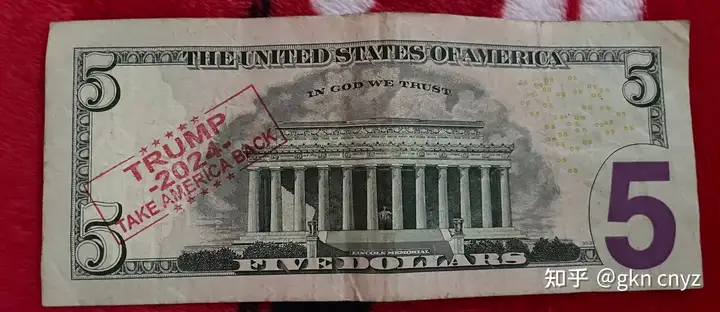 THE UNITED STATES OF AMERICA
5
5
IN GOD WE TRUST
TRUMP
-2024-
TAKE AMERICA BACK
5
5
LINCOLN MEMORIAL
FIVE DOLLARS
知乎 @gkn cnyz